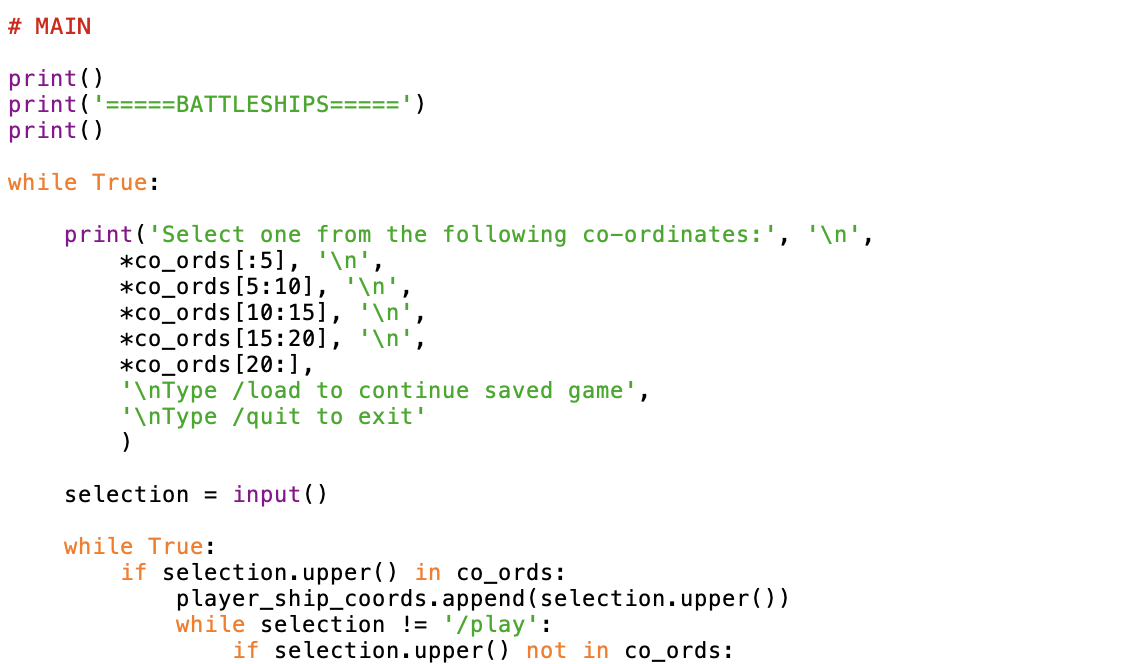 # MAIN
print()
print('=====BATTLESHIPS=====')
print()
while True:
    print('Select one from the following co-ordinates:', '\n',
        *co_ords[:5], '\n',
        *co_ords[5:10], '\n',
        *co_ords[10:15], '\n',
        *co_ords[15:20], '\n',
        *co_ords[20:],
        '\nType /load to continue saved game',
        '\nType /quit to exit'
        )
    selection = input()
    while True:
        if selection.upper() in co_ords:
            player_ship_coords.append(selection.upper())
            while selection != '/play':
                if selection.upper() not in co_ords: